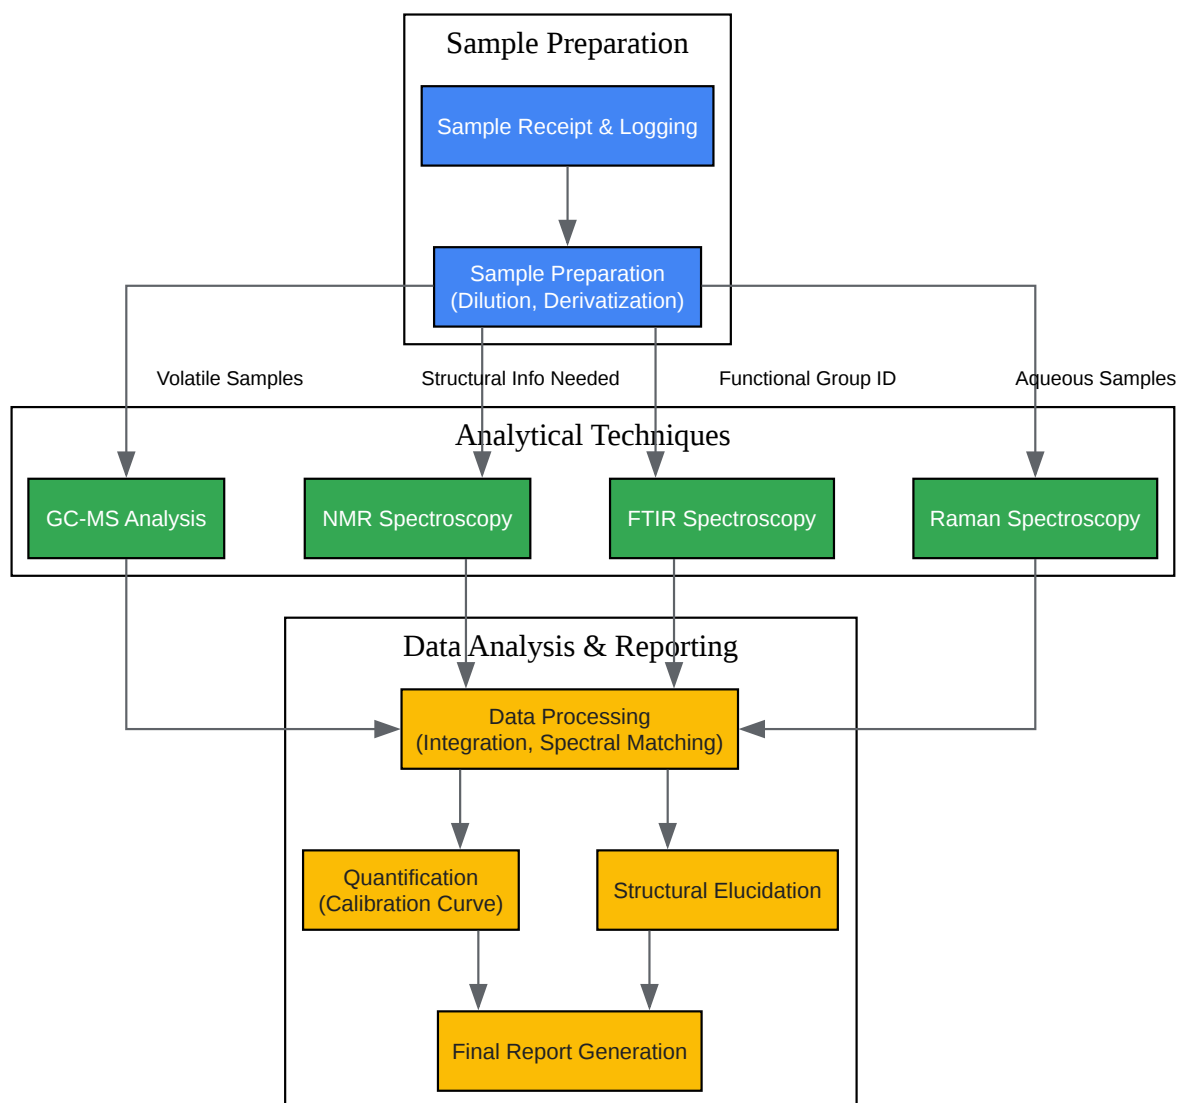 Sample Preparation
Sample Receipt & Logging
Sample Preparation
(Dilution, Derivatization)
Volatile Samples
Structural Info Needed
Functional Group ID
Aqueous Samples
Analytical Techniques
GC-MS Analysis
NMR Spectroscopy
FTIR Spectroscopy
Raman Spectroscopy
Data Analysis & Reporting
Data Processing
(Integration, Spectral Matching)
Quantification
(Calibration Curve)
Structural Elucidation
Final Report Generation